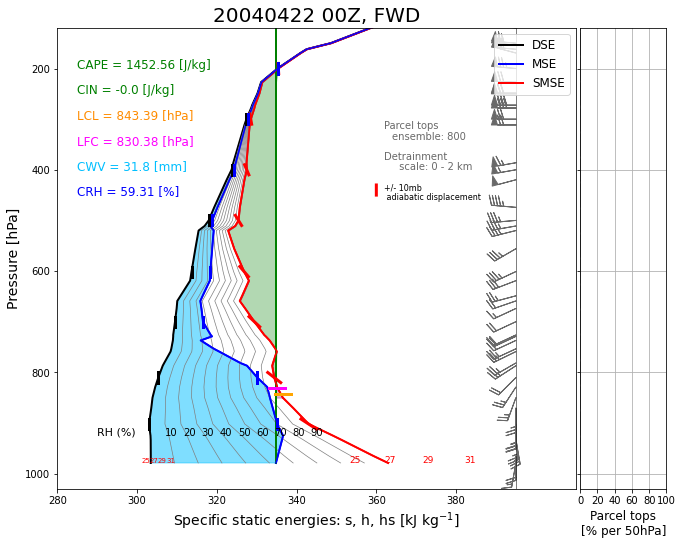 20040422 00Z, FWD
CAPE = 1452.56 [J/kg]
CIN = -0.0 [J/kg]
LCL = 843.39 [hPa]
LFC = 830.38 [hPa]
CWV = 31.8 [mm]
CRH = 59.31 [%]
DSE
MSE
SMSE
Parcel tops
ensemble: 800
Detrainment
scale: 0 - 2 km
+/- 10mb
adiabatic displacement
Pressure [hPa]
200
400
600
800
1000
RH (%) 10 20 30 40 50 60 70 80 90
25 27 29 31
25 27 29 31
280 300 320 340 360 380
Specific static energies: s, h, hs [kJ kg⁻¹]
0 20 40 60 80 100
Parcel tops
[% per 50hPa]